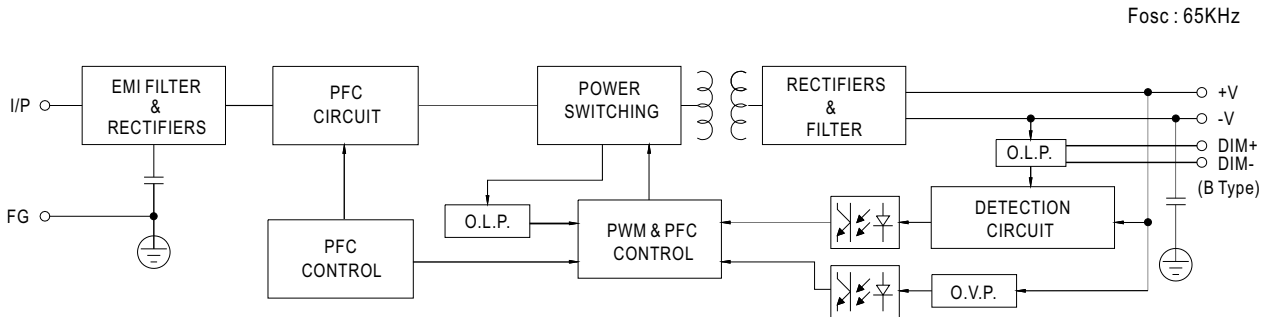 Fosc : 65KHz
I/P
EMI FILTER
&
RECTIFIERS
PFC
CIRCUIT
POWER
SWITCHING
RECTIFIERS
&
FILTER
+V
-V
O.L.P.
DIM+
DIM-
(B Type)
FG
PFC
CONTROL
O.L.P.
PWM & PFC
CONTROL
DETECTION
CIRCUIT
O.V.P.